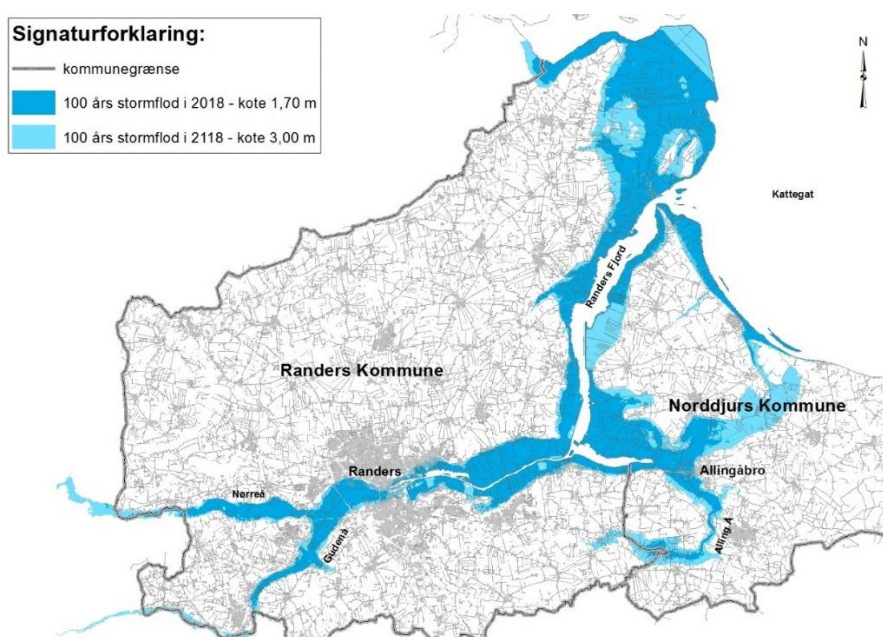 Signaturforklaring:
kommunegrænse
100 års stormflod i 2018 - kote 1,70 m
100 års stormflod i 2118 - kote 3,00 m
N
Kattegat
Randers Fjord
Randers Kommune
Norddjurs Kommune
Randers
Allingåbro
Nørreå
Gudenå
Alling Å